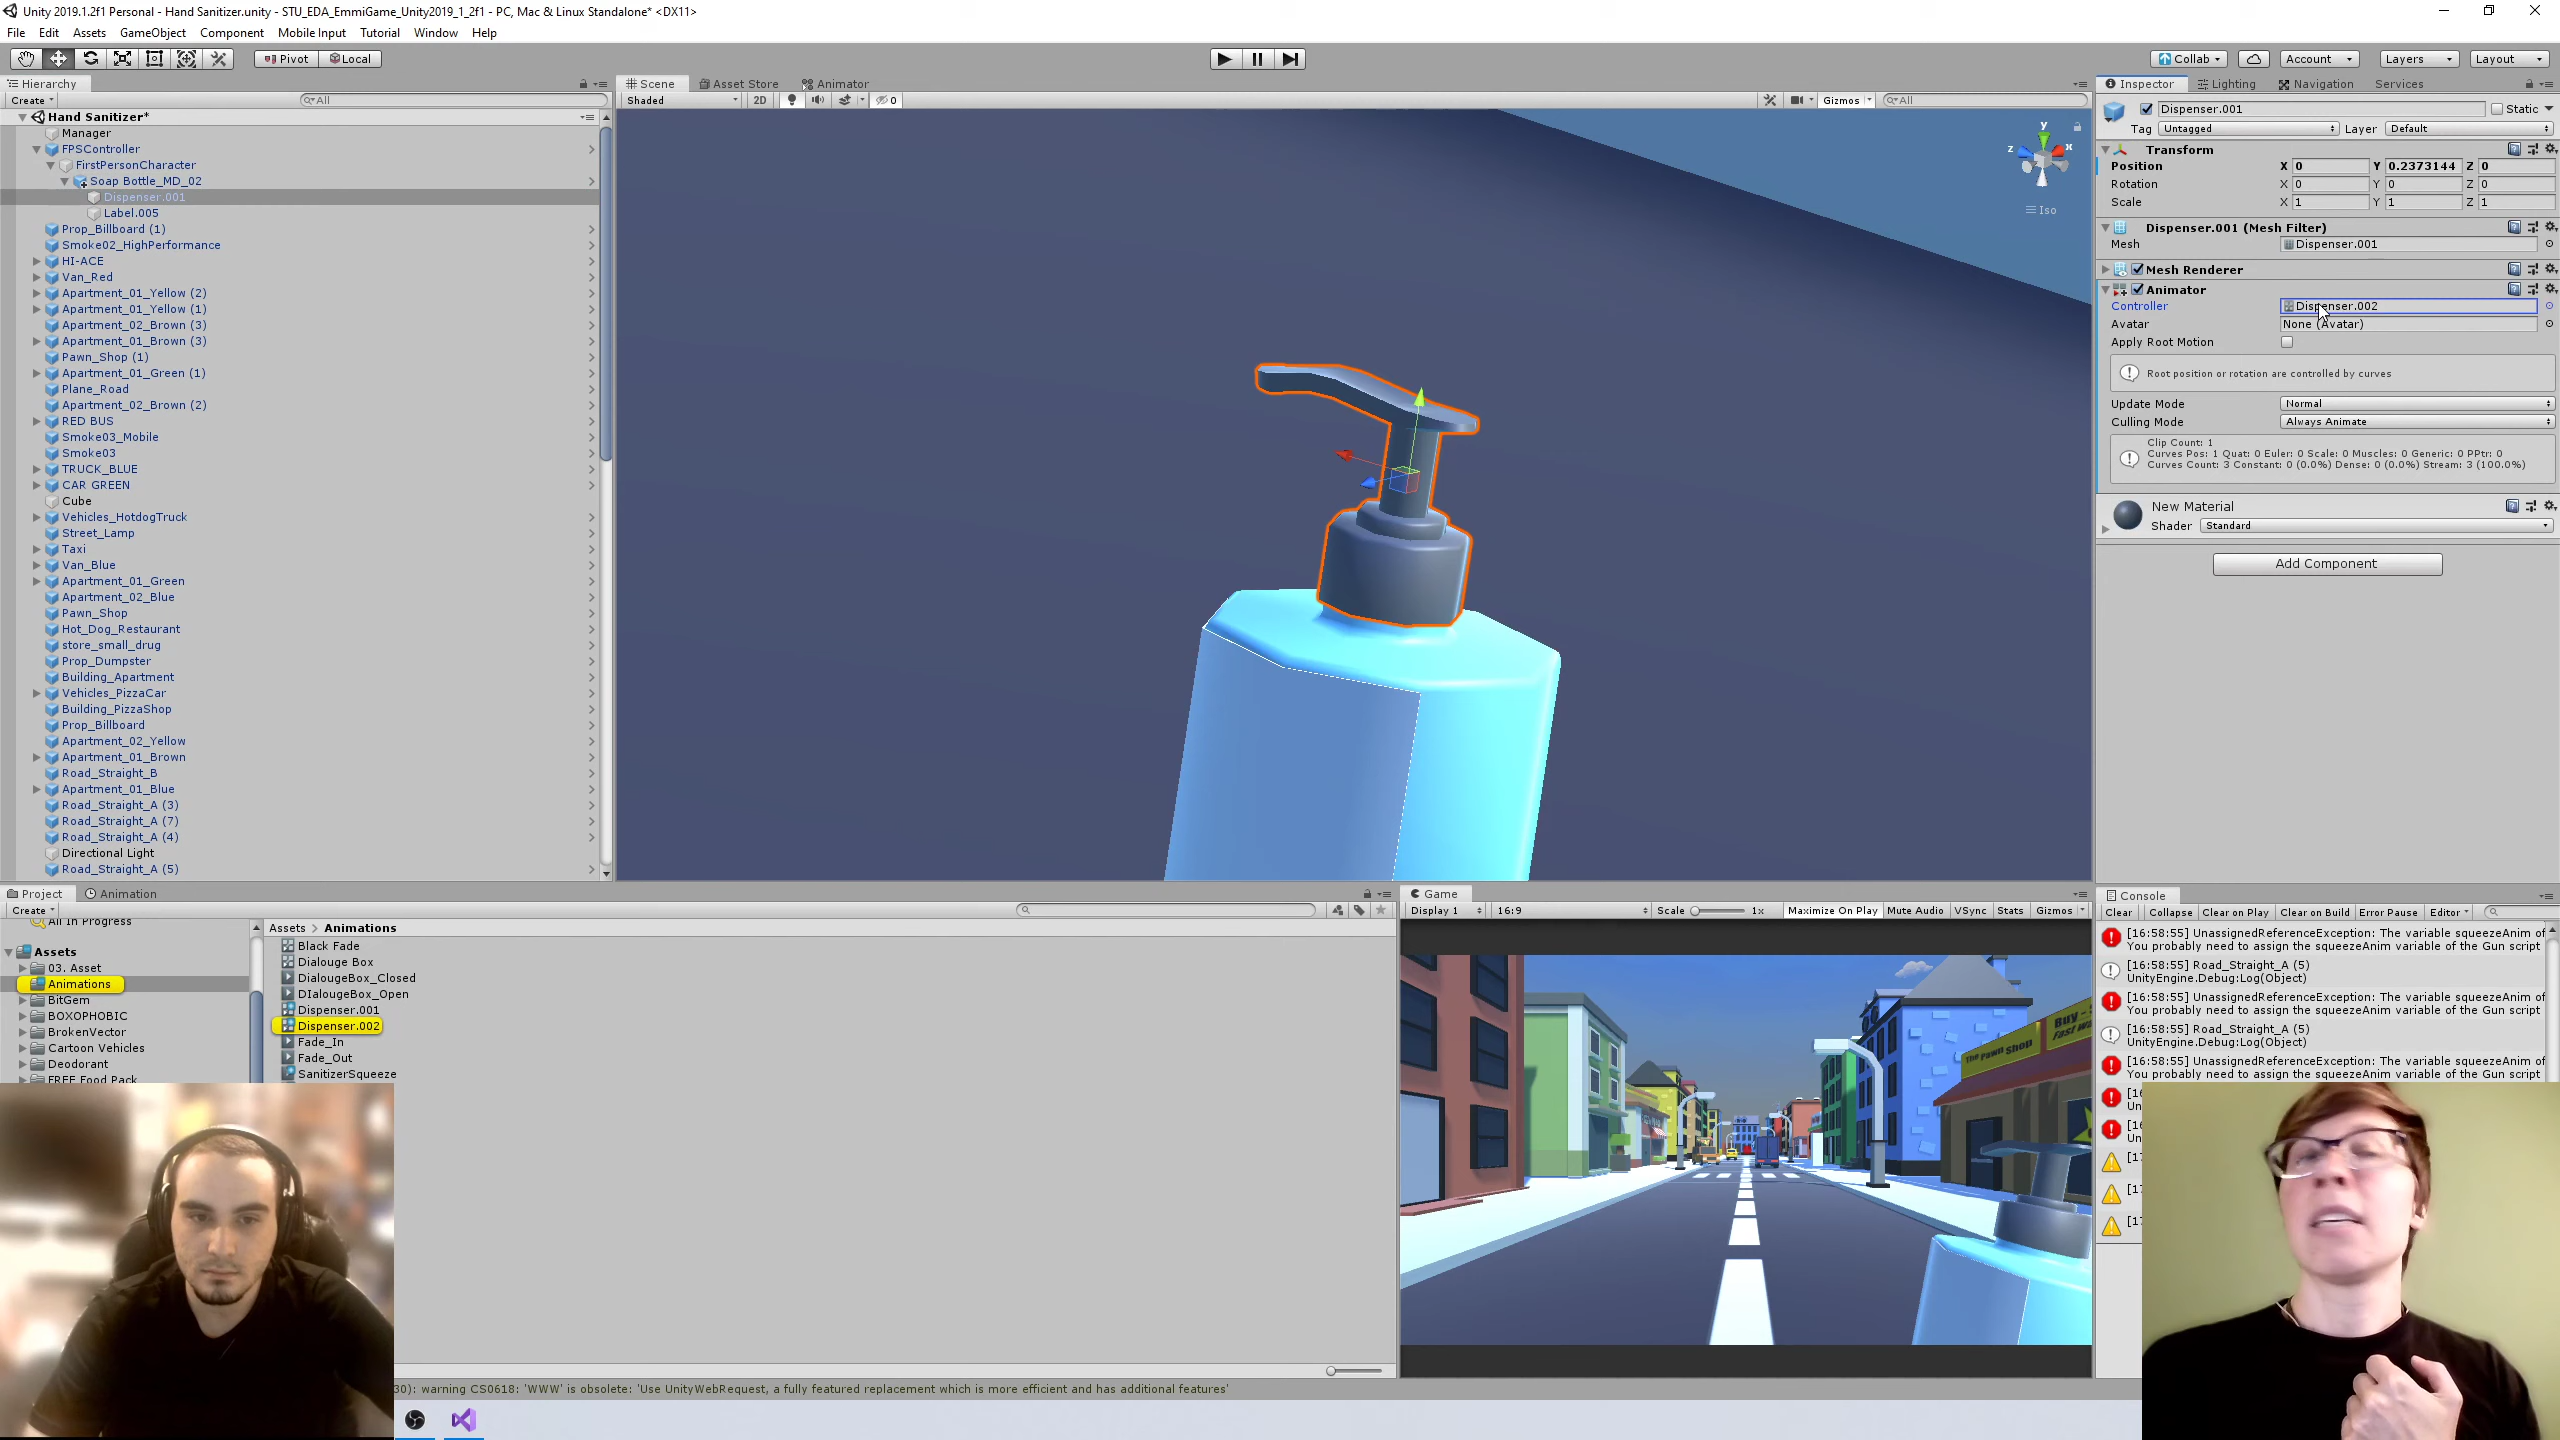 Unity 2019.1.2f1 Personal - Hand Sanitizer.unity - STU_EDA_EmmiGame_Unity2019_1_2f1 - PC, Mac & Linux Standalone* <DX11>
File Edit Assets GameObject Component Mobile Input Tutorial Window Help
Pivot Local
Collab Account Layers Layout
Hierarchy
Create All
Hand Sanitizer*
Manager
FPSController
FirstPersonCharacter
Soap Bottle_MD_02
Dispenser.001
Label.005
Prop_Billboard (1)
Smoke02_HighPerformance
HI-ACE
Van_Red
Apartment_01_Yellow (2)
Apartment_01_Yellow (1)
Apartment_02_Brown (3)
Apartment_01_Brown (3)
Pawn_Shop (1)
Apartment_01_Green (1)
Plane_Road
Apartment_02_Brown (2)
RED BUS
Smoke03_Mobile
Smoke03
TRUCK_BLUE
CAR GREEN
Cube
Vehicles_HotdogTruck
Street_Lamp
Taxi
Van_Blue
Apartment_01_Green
Apartment_02_Blue
Pawn_Shop
Hot_Dog_Restaurant
store_small_drug
Prop_Dumpster
Building_Apartment
Vehicles_PizzaCar
Building_PizzaShop
Prop_Billboard
Apartment_02_Yellow
Apartment_01_Brown
Road_Straight_B
Apartment_01_Blue
Road_Straight_A (3)
Road_Straight_A (7)
Road_Straight_A (4)
Directional Light
Road_Straight_A (5)
Scene Asset Store Animator
Shaded 2D 0 Gizmos All
y
z x
Iso
Inspector Lighting Navigation Services
Dispenser.001 Static
Tag Untagged Layer Default
Transform
Position X 0 Y 0.2373144 Z 0
Rotation X 0 Y 0 Z 0
Scale X 1 Y 1 Z 1
Dispenser.001 (Mesh Filter)
Mesh Dispenser.001
Mesh Renderer
Animator
Controller Dispenser.002
Avatar None (Avatar)
Apply Root Motion
Root position or rotation are controlled by curves
Update Mode Normal
Culling Mode Always Animate
Clip Count: 1
Curves Pos: 1 Quat: 0 Euler: 0 Scale: 0 Muscles: 0 Generic: 0 PPtr: 0
Curves Count: 3 Constant: 0 (0.0%) Dense: 0 (0.0%) Stream: 3 (100.0%)
New Material
Shader Standard
Add Component
Project Animation
Create
All In Progress
Assets
03. Asset
Animations
BitGem
BOXOPHOBIC
BrokenVector
Cartoon Vehicles
Deodorant
FREE Food Pack
Assets Animations
Black Fade
Dialouge Box
DialougeBox_Closed
DIalougeBox_Open
Dispenser.001
Dispenser.002
Fade_In
Fade_Out
SanitizerSqueeze
Game
Display 1 16:9 Scale 1x Maximize On Play Mute Audio VSync Stats Gizmos
The Pawn Shop
Buy -
Console
Clear Collapse Clear on Play Clear on Build Error Pause Editor
[16:58:55] UnassignedReferenceException: The variable squeezeAnim of
You probably need to assign the squeezeAnim variable of the Gun script
[16:58:55] Road_Straight_A (5)
UnityEngine.Debug:Log(Object)
[16:58:55] UnassignedReferenceException: The variable squeezeAnim of
You probably need to assign the squeezeAnim variable of the Gun script
[16:58:55] Road_Straight_A (5)
UnityEngine.Debug:Log(Object)
[16:58:55] UnassignedReferenceException: The variable squeezeAnim of
You probably need to assign the squeezeAnim variable of the Gun script
30): warning CS0618: 'WWW' is obsolete: 'Use UnityWebRequest, a fully featured replacement which is more efficient and has additional features'